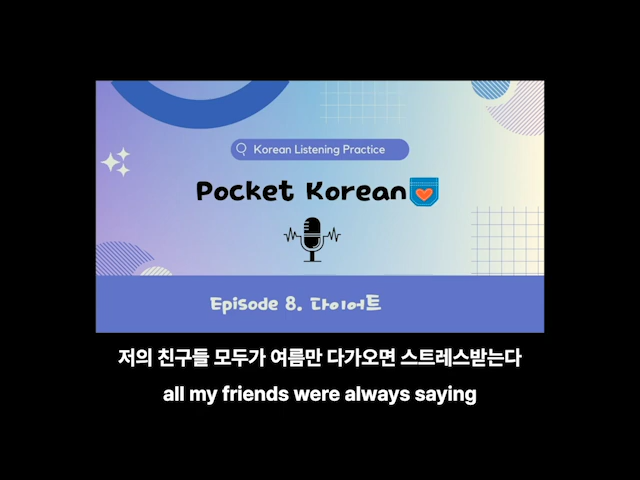 Korean Listening Practice
Pocket Korean
Episode 8. 다이어트
저의 친구들 모두가 여름만 다가오면 스트레스받는다
all my friends were always saying